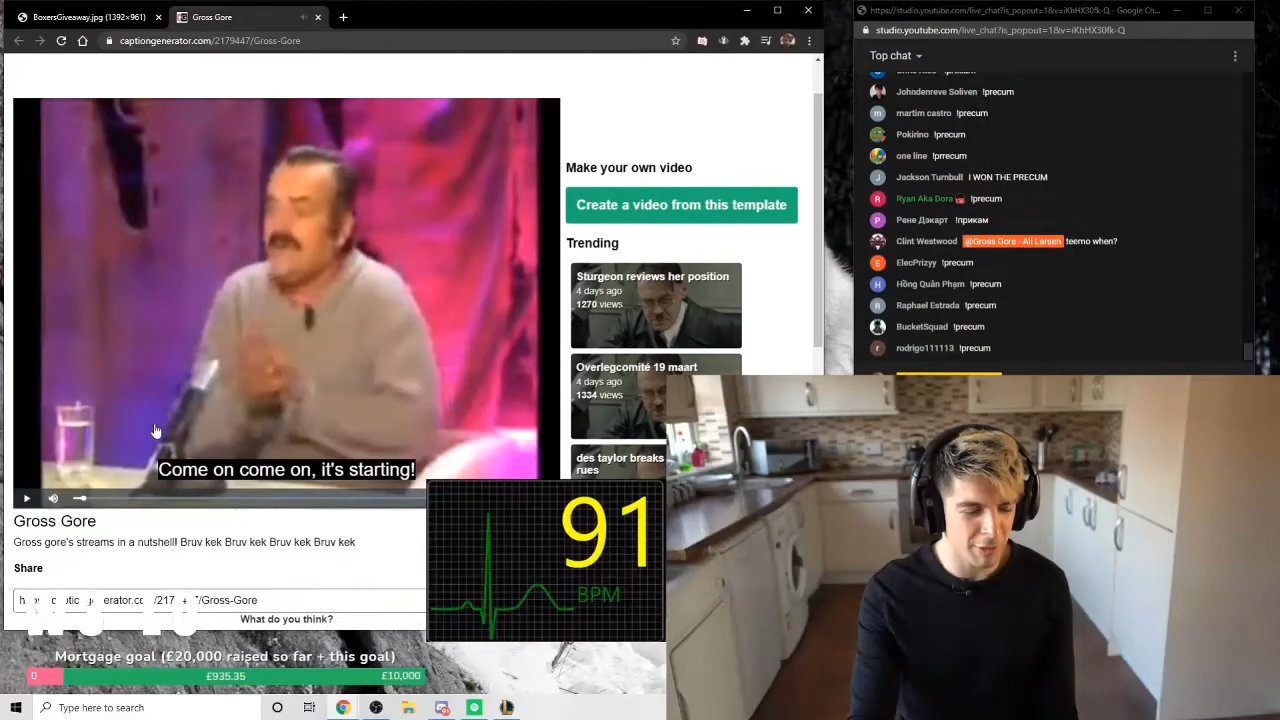 BoxersGiveaway.jpg (1392×961)
Gross Gore
captiongenerator.com/2179447/Gross-Gore
Come on come on, it's starting!
Gross Gore
Gross gore's streams in a nutshell! Bruv kek Bruv kek Bruv kek Bruv kek
Share
/Gross-Gore
What do you think?
Make your own video
Create a video from this template
Trending
Sturgeon reviews her position
4 days ago
1270 views
Overlegcomité 19 maart
4 days ago
1334 views
des taylor breaks
rues
91
BPM
Mortgage goal (£20,000 raised so far + this goal)
0 £935.35 £10,000
Type here to search
https://studio.youtube.com/live_chat?is_popout=1&v=iKhHX30fk-Q - Google Ch...
studio.youtube.com/live_chat?is_popout=1&v=iKhHX30fk-Q
Top chat
!precum
Johndenreve Soliven !precum
martim castro !precum
Pokirino !precum
one line !prrecum
Jackson Turnbull I WON THE PRECUM
Ryan Aka Dora !precum
Рене Дэкарт !прикам
Clint Westwood @Gross Gore - Ali Larsen teemo when?
ElecPrizyy !precum
Hồng Quân Phạm !precum
Raphael Estrada !precum
BucketSquad !precum
rodrigo111113 !precum